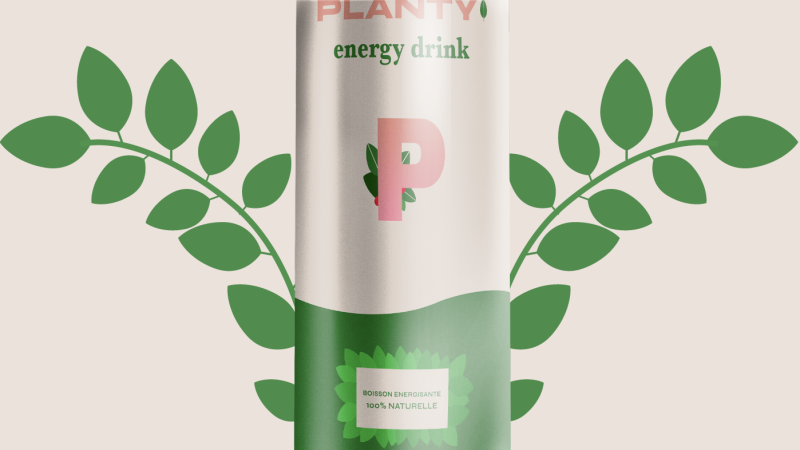 PLANTY
energy drink
P
BOISSON ENERGISANTE
100% NATURELLE